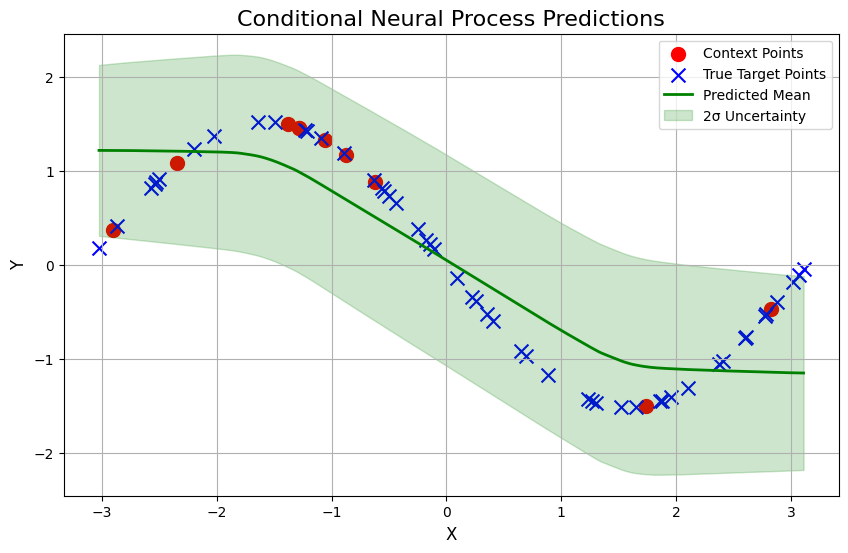 Conditional Neural Process Predictions
Context Points
True Target Points
Predicted Mean
2σ Uncertainty
2
1
0
−1
−2
Y
−3
−2
−1
0
1
2
3
X